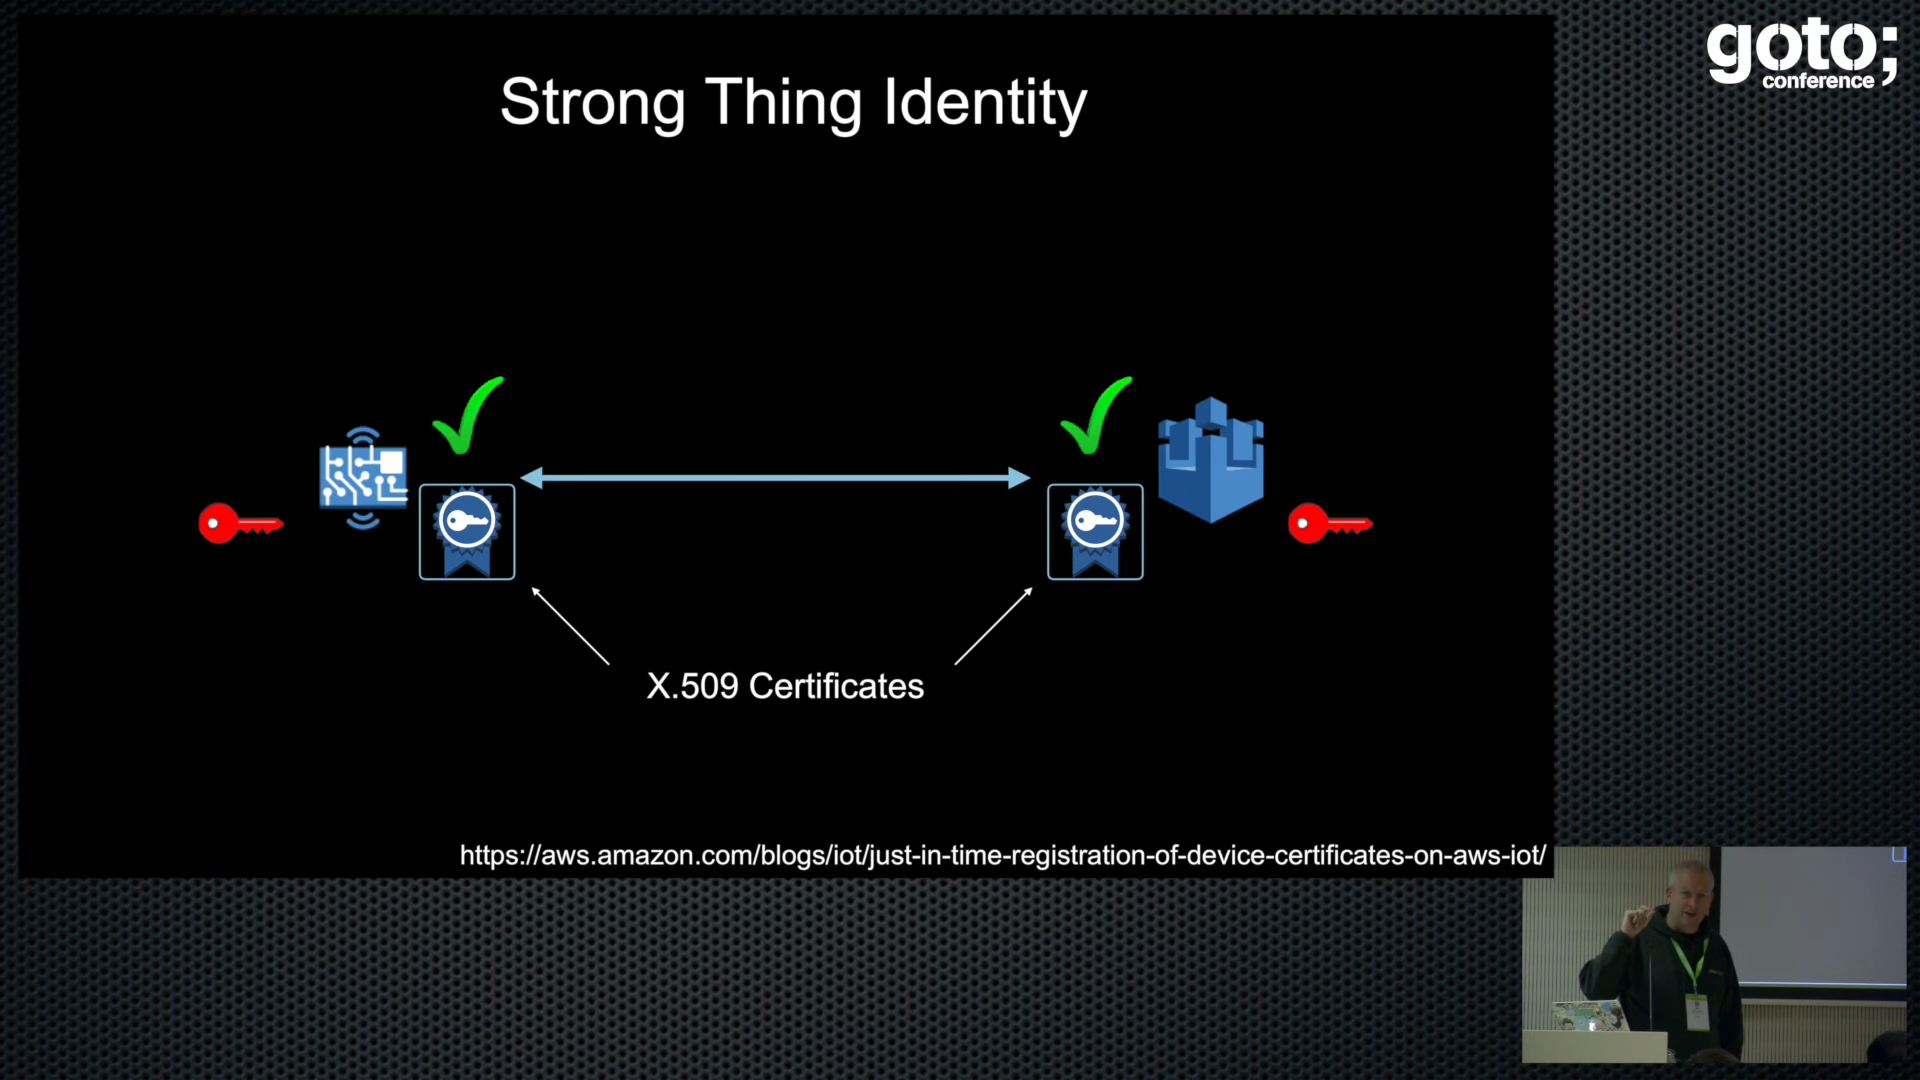 goto;
conference
Strong Thing Identity
X.509 Certificates
https://aws.amazon.com/blogs/iot/just-in-time-registration-of-device-certificates-on-aws-iot/